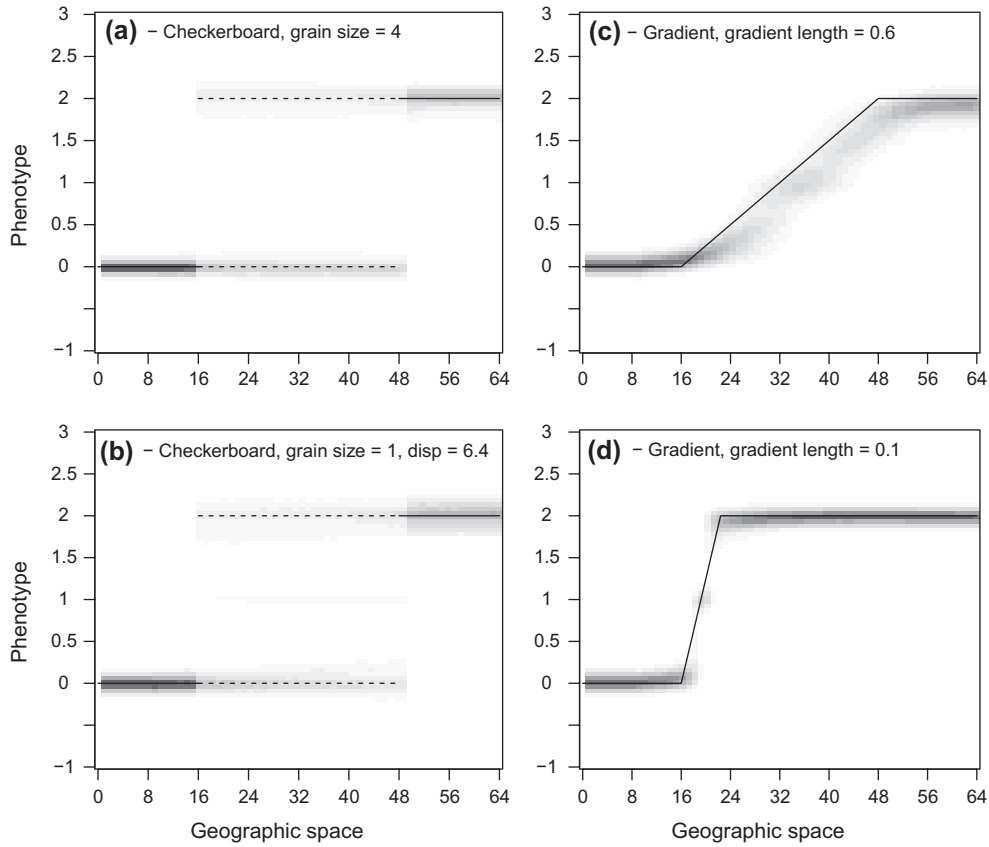 (a) − Checkerboard, grain size = 4
3
2.5
2
1.5
1
0.5
0
−1
Phenotype
0 8 16 24 32 40 48 56 64
(c) − Gradient, gradient length = 0.6
3
2.5
2
1.5
1
0.5
0
−1
0 8 16 24 32 40 48 56 64
(b) − Checkerboard, grain size = 1, disp = 6.4
3
2.5
2
1.5
1
0.5
0
−1
Phenotype
0 8 16 24 32 40 48 56 64
Geographic space
(d) − Gradient, gradient length = 0.1
3
2.5
2
1.5
1
0.5
0
−1
0 8 16 24 32 40 48 56 64
Geographic space